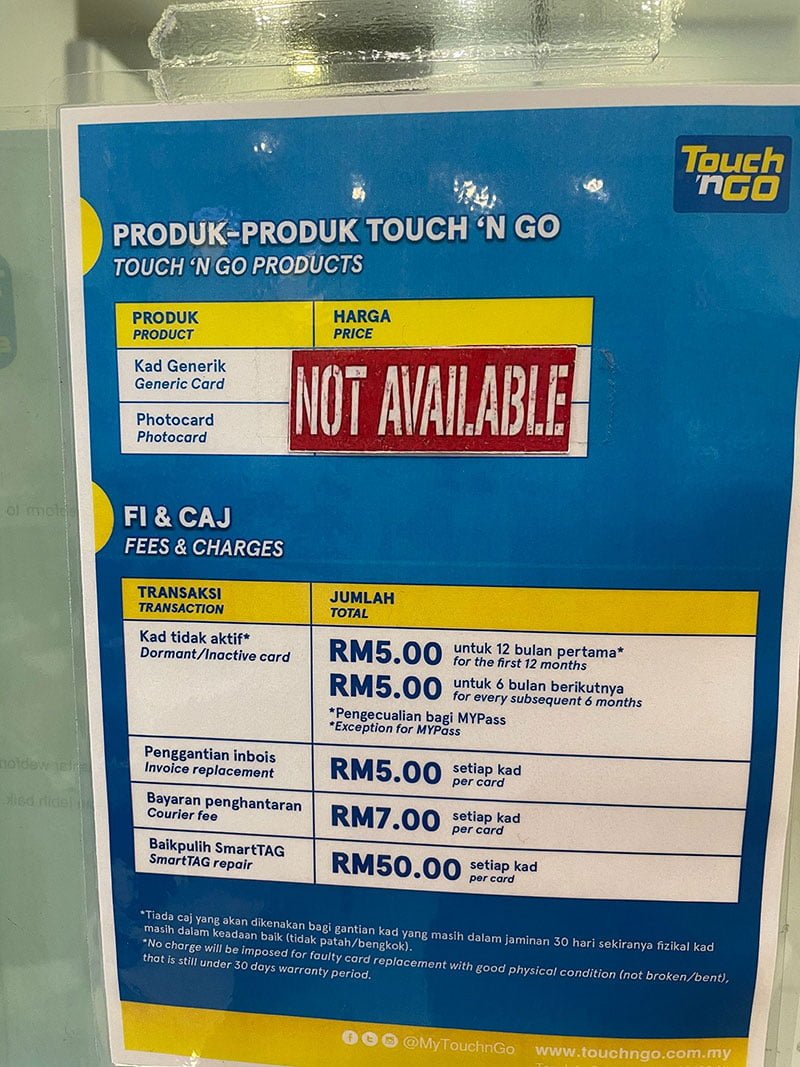 Touch
'nGO
PRODUK-PRODUK TOUCH ‘N GO
TOUCH ‘N GO PRODUCTS
PRODUK
PRODUCT
HARGA
PRICE
Kad Generik
Generic Card
Photocard
Photocard
NOT AVAILABLE
FI & CAJ
FEES & CHARGES
TRANSAKSI
TRANSACTION
JUMLAH
TOTAL
Kad tidak aktif*
Dormant/Inactive card
RM5.00 untuk 12 bulan pertama*
for the first 12 months
RM5.00 untuk 6 bulan berikutnya
for every subsequent 6 months
*Pengecualian bagi MYPass
*Exception for MYPass
Penggantian inbois
Invoice replacement
RM5.00 setiap kad
per card
Bayaran penghantaran
Courier fee
RM7.00 setiap kad
per card
Baikpulih SmartTAG
SmartTAG repair
RM50.00 setiap kad
per card
*Tiada caj yang akan dikenakan bagi gantian kad yang masih dalam jaminan 30 hari sekiranya fizikal kad
masih dalam keadaan baik (tidak patah/bengkok).
*No charge will be imposed for faulty card replacement with good physical condition (not broken/bent),
that is still under 30 days warranty period.
@MyTouchnGo www.touchngo.com.my